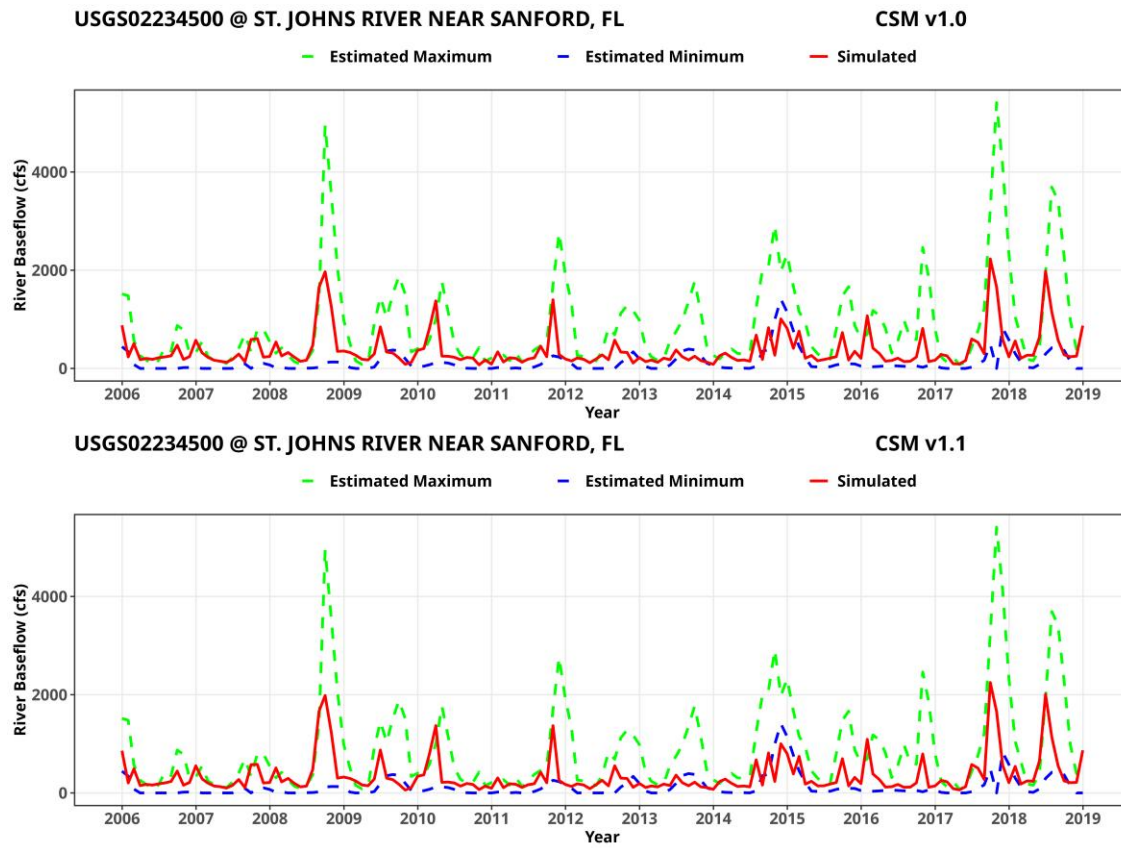 USGS02234500 @ ST. JOHNS RIVER NEAR SANFORD, FL CSM v1.0
Estimated Maximum Estimated Minimum Simulated
River Baseflow (cfs)
4000
2000
0
2006 2007 2008 2009 2010 2011 2012 2013 2014 2015 2016 2017 2018 2019
Year
USGS02234500 @ ST. JOHNS RIVER NEAR SANFORD, FL CSM v1.1
Estimated Maximum Estimated Minimum Simulated
River Baseflow (cfs)
4000
2000
0
2006 2007 2008 2009 2010 2011 2012 2013 2014 2015 2016 2017 2018 2019
Year